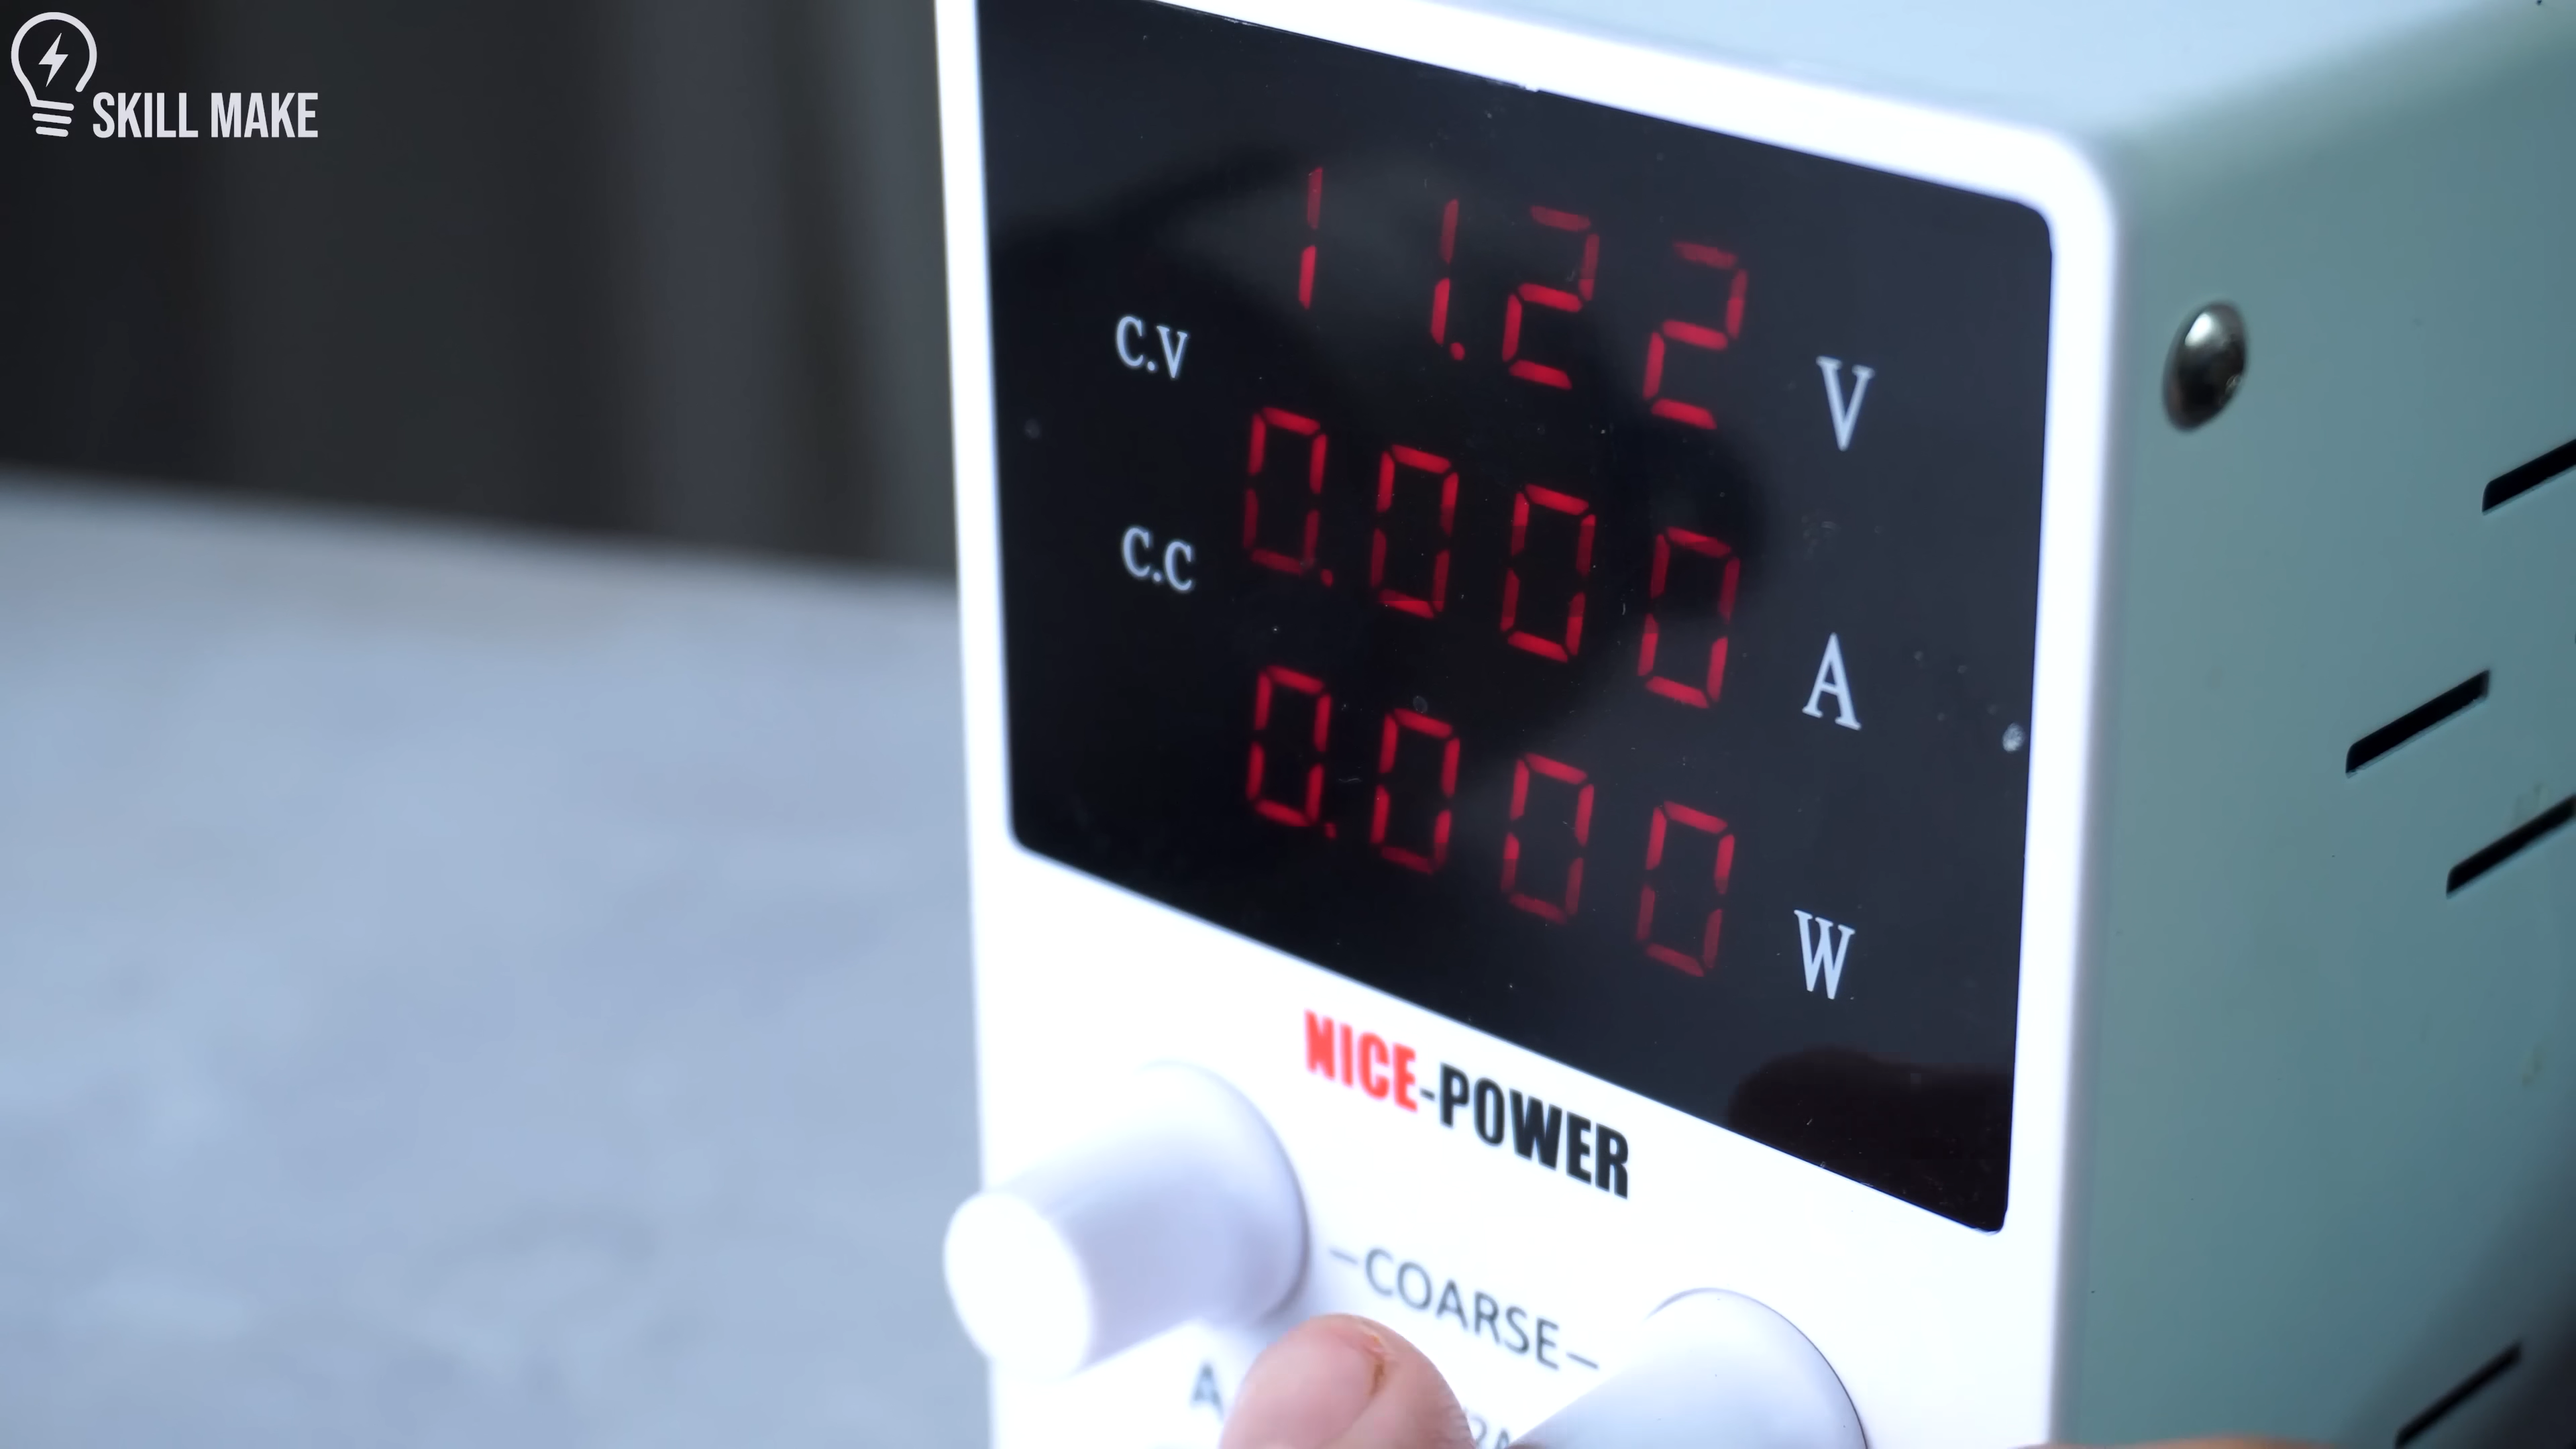 SKILL MAKE
11.22 V
C.V
0.000 A
C.C
0.000 W
NICE-POWER
-COARSE-
A